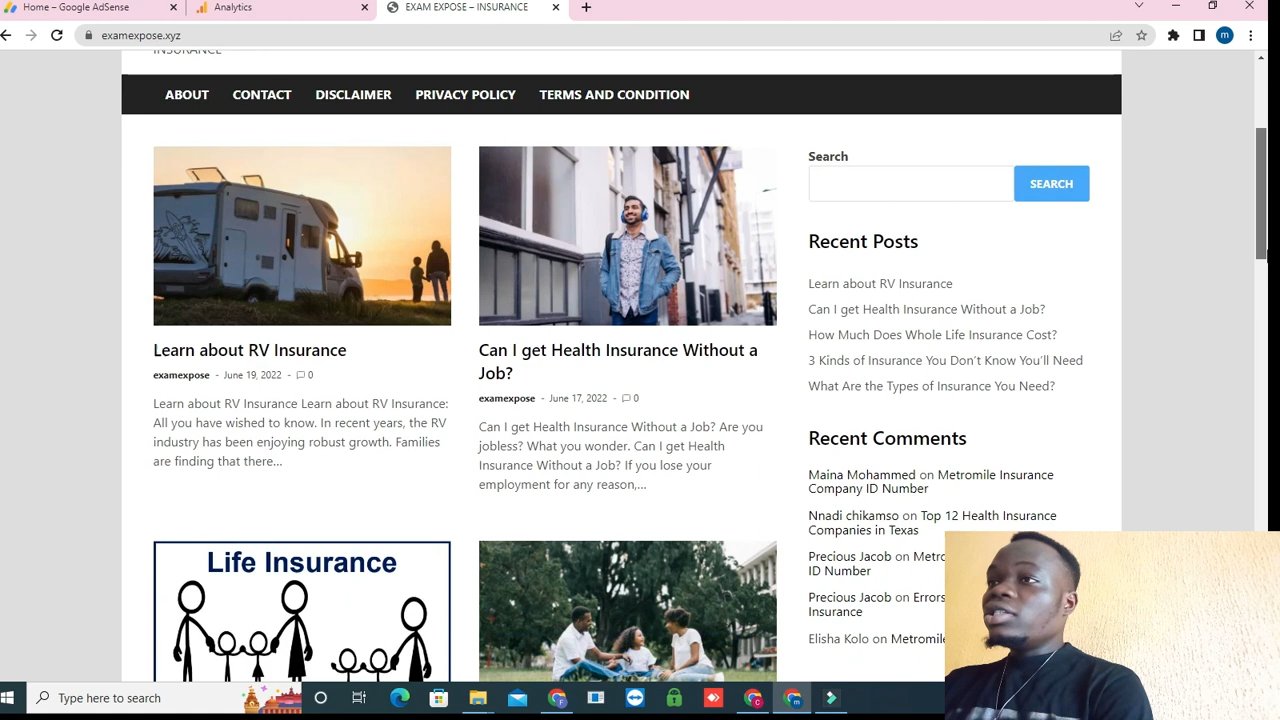 Home – Google AdSense
Analytics
EXAM EXPOSE – INSURANCE
examexpose.xyz
m
INSURANCE
ABOUT
CONTACT
DISCLAIMER
PRIVACY POLICY
TERMS AND CONDITION
Learn about RV Insurance
examexpose - June 19, 2022 - 0
Learn about RV Insurance Learn about RV Insurance:
All you have wished to know. In recent years, the RV
industry has been enjoying robust growth. Families
are finding that there…
Can I get Health Insurance Without a
Job?
examexpose - June 17, 2022 - 0
Can I get Health Insurance Without a Job? Are you
jobless? What you wonder. Can I get Health
Insurance Without a Job? If you lose your
employment for any reason,…
Life Insurance
Search
SEARCH
Recent Posts
Learn about RV Insurance
Can I get Health Insurance Without a Job?
How Much Does Whole Life Insurance Cost?
3 Kinds of Insurance You Don't Know You'll Need
What Are the Types of Insurance You Need?
Recent Comments
Maina Mohammed on Metromile Insurance
Company ID Number
Nnadi chikamso on Top 12 Health Insurance
Companies in Texas
Precious Jacob on Metro
ID Number
Precious Jacob on Errors
Insurance
Elisha Kolo on Metromile
Type here to search